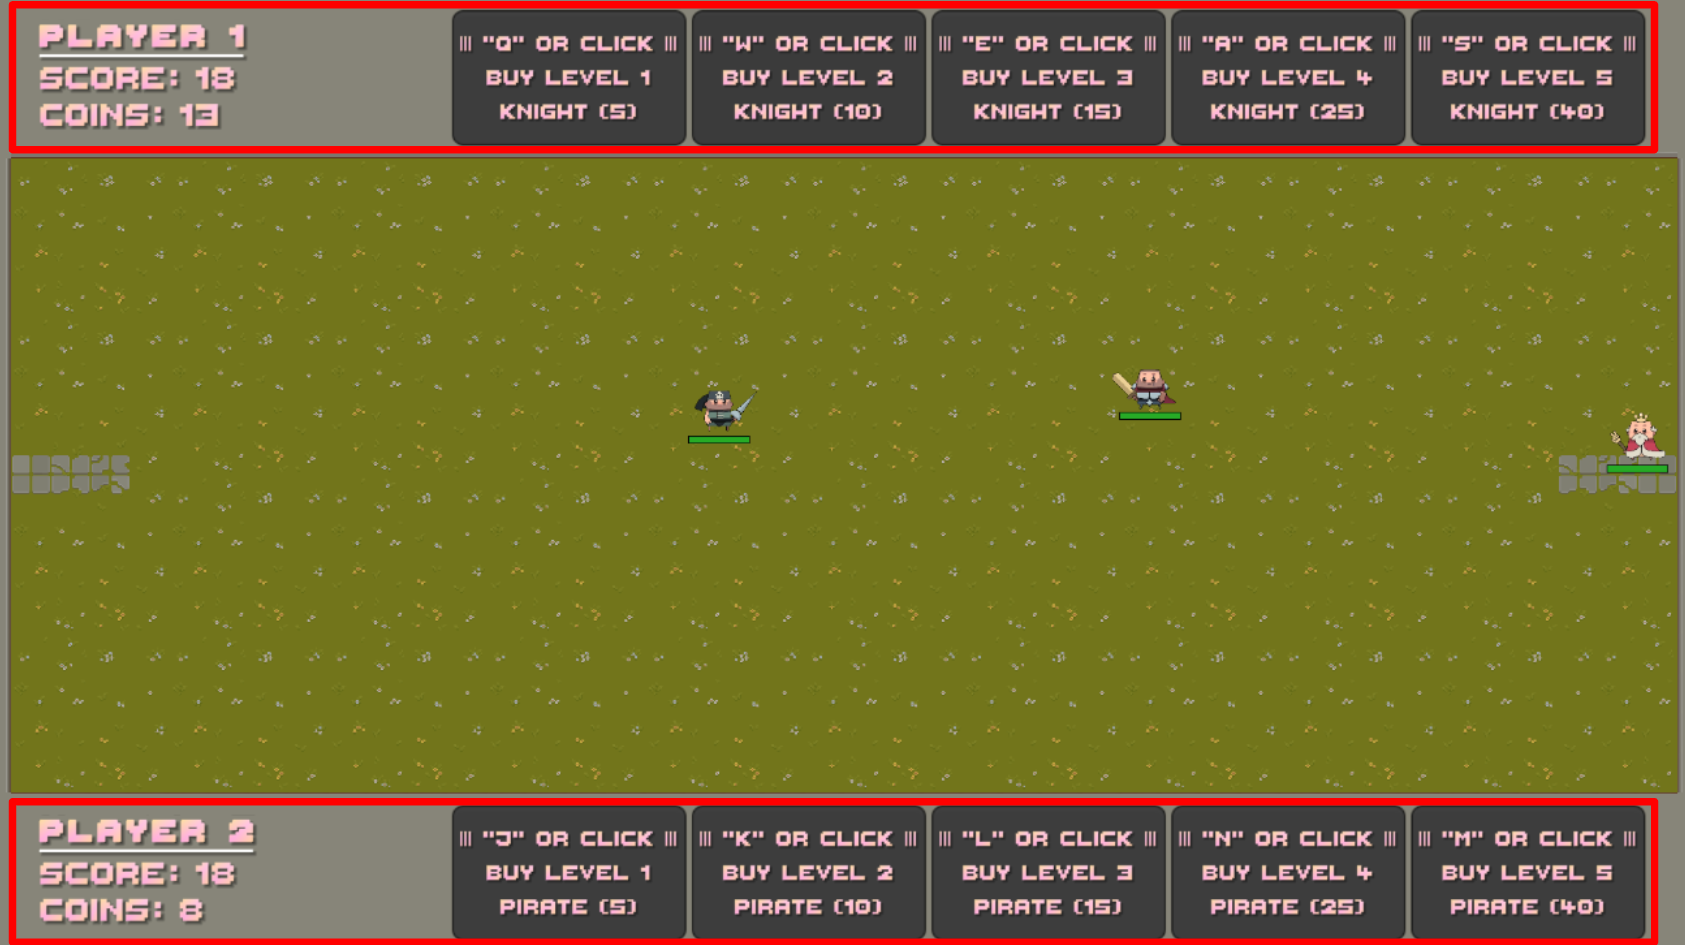 PLAYER 1
SCORE: 18
COINS: 13
||| "Q" OR CLICK |||
BUY LEVEL 1
KNIGHT (5)
||| "W" OR CLICK |||
BUY LEVEL 2
KNIGHT (10)
||| "E" OR CLICK |||
BUY LEVEL 3
KNIGHT (15)
||| "A" OR CLICK |||
BUY LEVEL 4
KNIGHT (25)
||| "S" OR CLICK |||
BUY LEVEL 5
KNIGHT (40)
PLAYER 2
SCORE: 18
COINS: 8
||| "J" OR CLICK |||
BUY LEVEL 1
PIRATE (5)
||| "K" OR CLICK |||
BUY LEVEL 2
PIRATE (10)
||| "L" OR CLICK |||
BUY LEVEL 3
PIRATE (15)
||| "N" OR CLICK |||
BUY LEVEL 4
PIRATE (25)
||| "M" OR CLICK |||
BUY LEVEL 5
PIRATE (40)